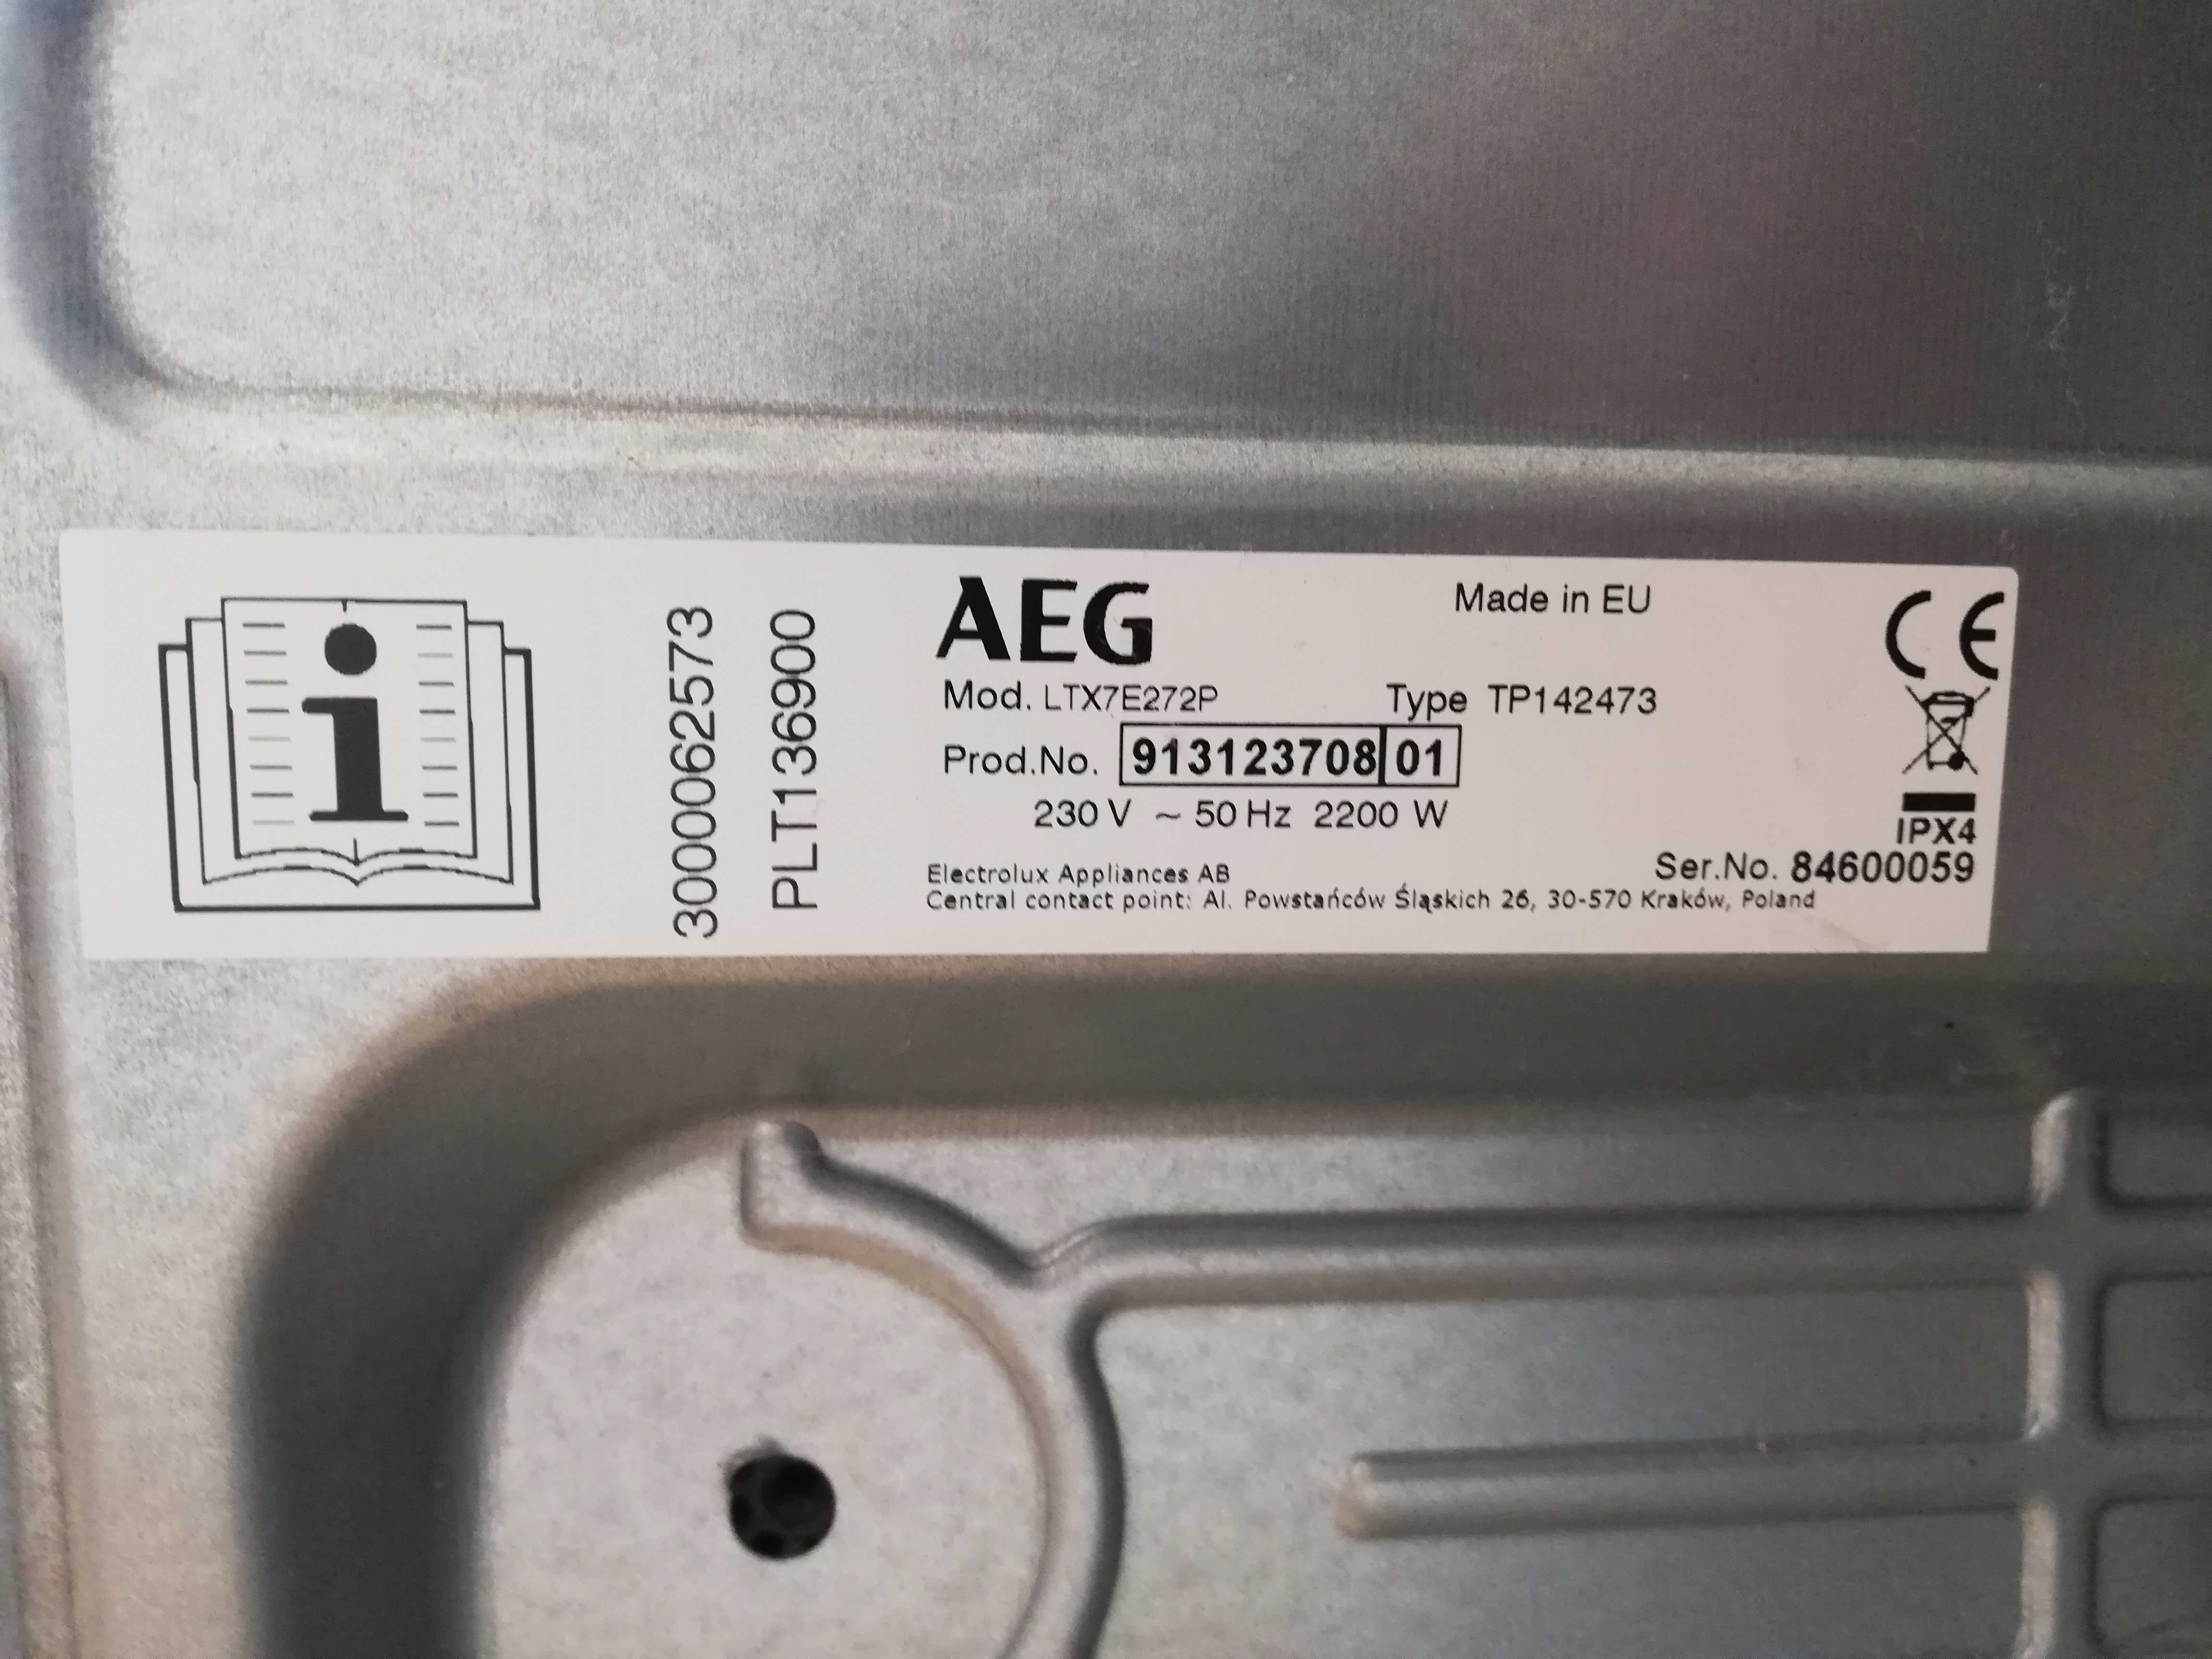 3000062573
PLT136900
AEG
Made in EU
CE
Mod. LTX7E272P Type TP142473
Prod.No. 913123708 01
230 V ~ 50 Hz 2200 W
IPX4
Ser.No. 84600059
Electrolux Appliances AB
Central contact point: Al. Powstańców Śląskich 26, 30-570 Kraków, Poland